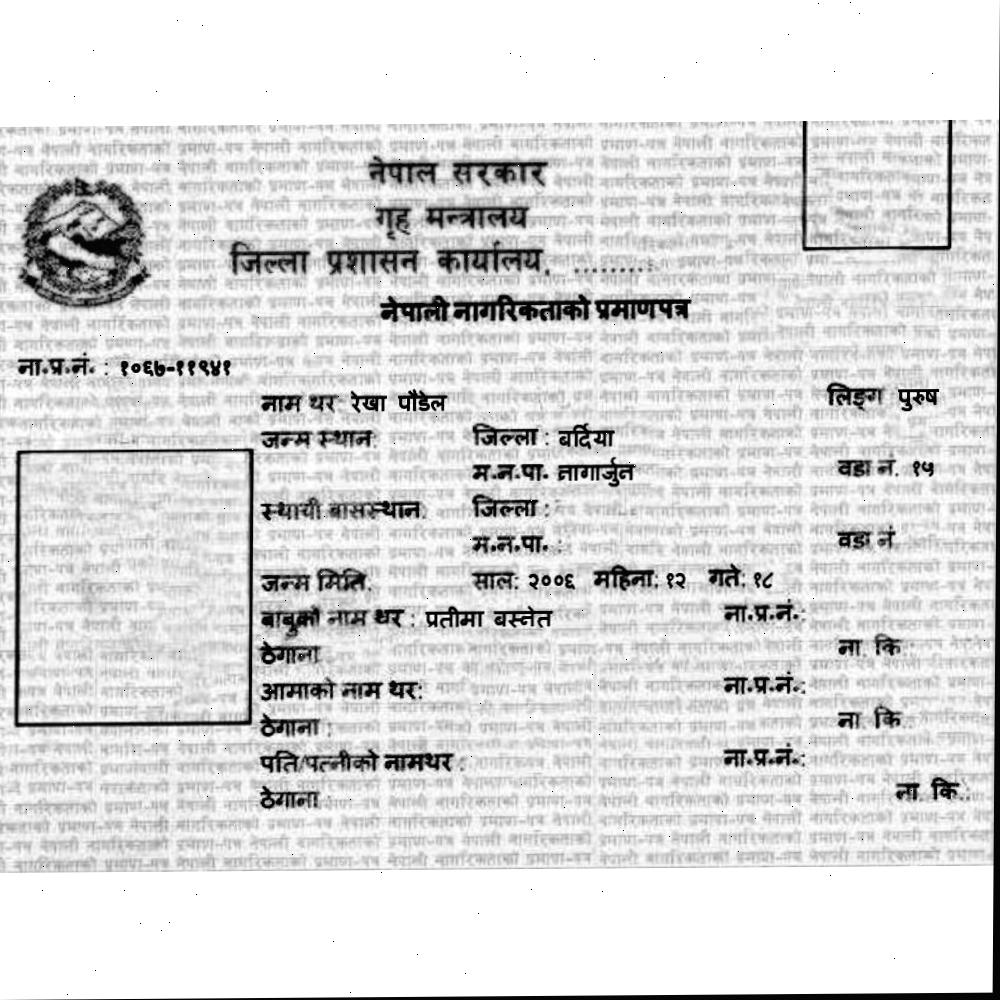 नेपाल सरकार
गृह मन्त्रालय
जिल्ला प्रशासन कार्यालय, .........
नेपाली नागरिकताको प्रमाणपत्र
ना.प्र.नं. : १०६७-११९४१
नाम थर रेखा पौडेल लिङ्ग पुरुष
जन्म स्थान: जिल्ला : बर्दिया
म.न.पा. नागार्जुन वडा नं. १५
स्थायी बासस्थान: जिल्ला :
म.न.पा. : वडा नं
जन्म मिति. साल: २००६ महिना: १२ गते: १८
बाबुको नाम थर : प्रतीमा बस्नेत ना.प्र.नं.:
ठेगाना ना. कि.:
आमाको नाम थर: ना.प्र.नं.:
ठेगाना : ना. कि
पति/पत्नीको नामथर : ना.प्र.नं.:
ठेगाना : ना. कि.: